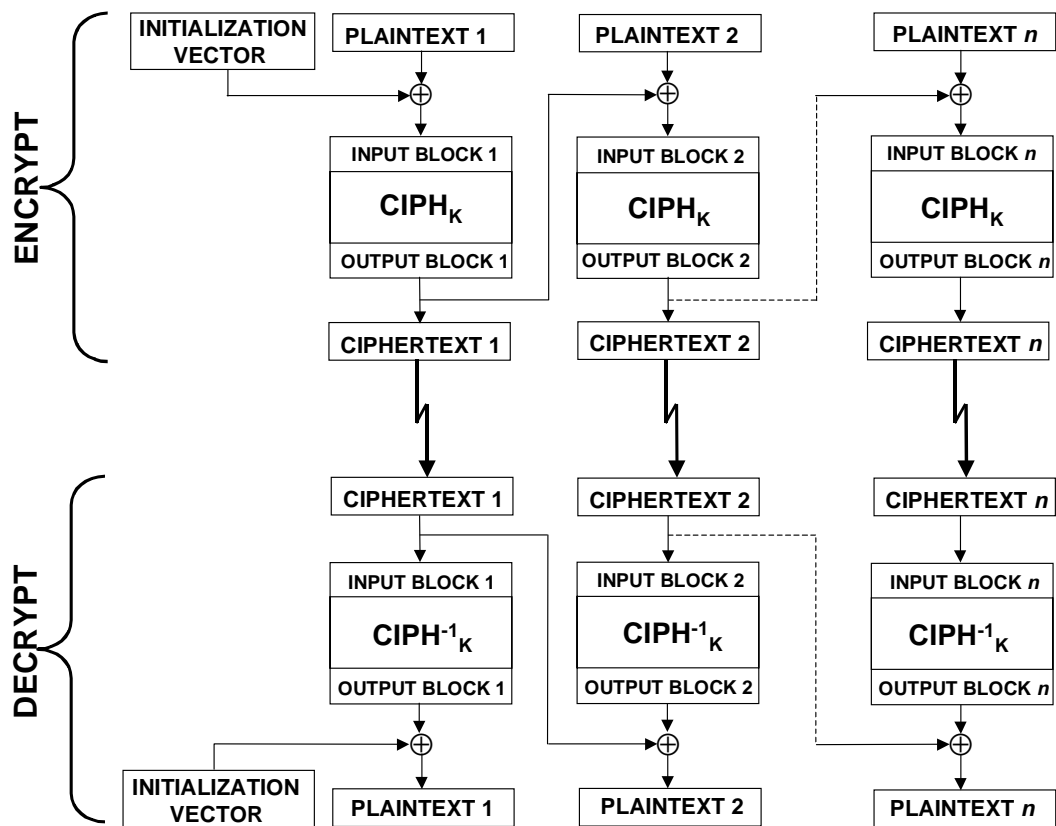 INITIALIZATION
VECTOR
PLAINTEXT 1
PLAINTEXT 2
PLAINTEXT n
ENCRYPT
INPUT BLOCK 1
INPUT BLOCK 2
INPUT BLOCK n
CIPHK
CIPHK
CIPHK
OUTPUT BLOCK 1
OUTPUT BLOCK 2
OUTPUT BLOCK n
CIPHERTEXT 1
CIPHERTEXT 2
CIPHERTEXT n
DECRYPT
CIPHERTEXT 1
CIPHERTEXT 2
CIPHERTEXT n
INPUT BLOCK 1
INPUT BLOCK 2
INPUT BLOCK n
CIPH-1K
CIPH-1K
CIPH-1K
OUTPUT BLOCK 1
OUTPUT BLOCK 2
OUTPUT BLOCK n
INITIALIZATION
VECTOR
PLAINTEXT 1
PLAINTEXT 2
PLAINTEXT n